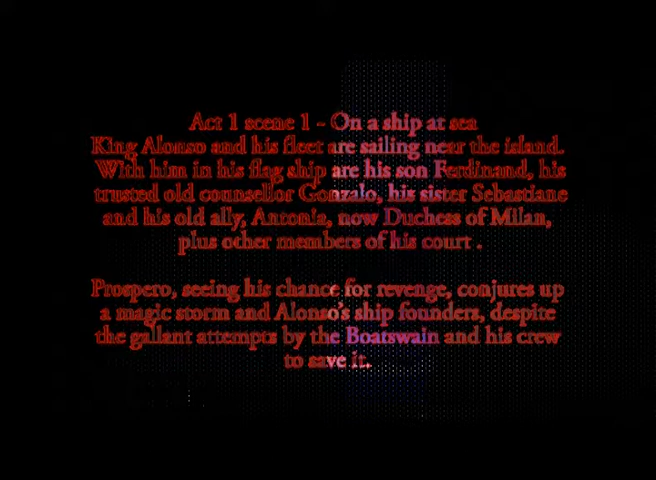 Act 1 scene 1 - On a ship at sea
King Alonso and his fleet are sailing near the island.
With him in his flag ship are his son Ferdinand, his
trusted old counsellor Gonzalo, his sister Sebastiane
and his old ally, Antonia, now Duchess of Milan,
plus other members of his court .
Prospero, seeing his chance for revenge, conjures up
a magic storm and Alonso's ship founders, despite
the gallant attempts by the Boatswain and his crew
to save it.